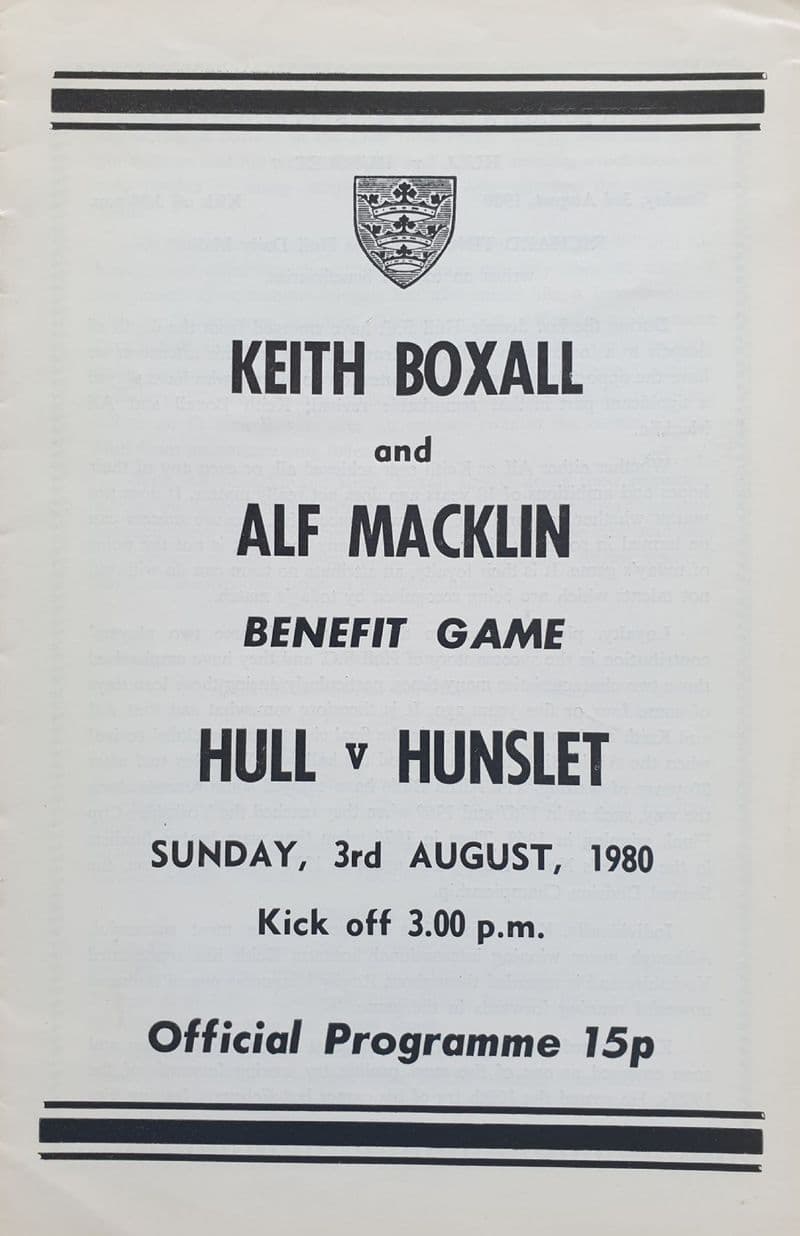 KEITH BOXALL
and
ALF MACKLIN
BENEFIT GAME
HULL v HUNSLET
SUNDAY, 3rd AUGUST, 1980
Kick off 3.00 p.m.
Official Programme 15p